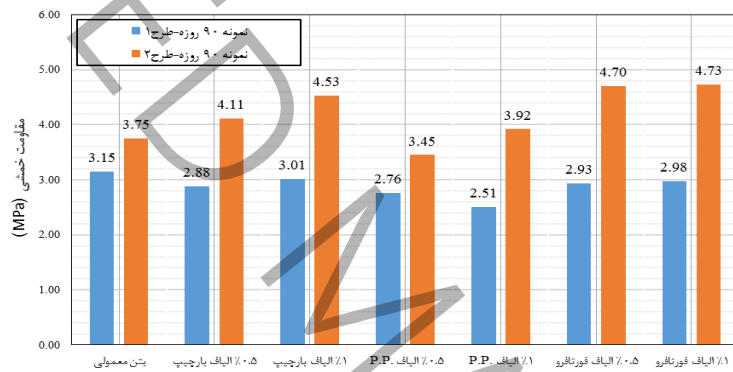 6.00
5.00
4.00
3.00
2.00
1.00
0.00
مقاومت خمشی (MPa)
نمونه ۹۰ روزه-طرح۱
نمونه ۹۰ روزه-طرح۲
3.15
3.75
2.88
4.11
3.01
4.53
2.76
3.45
2.51
3.92
2.93
4.70
2.98
4.73
بتن معمولی
۰.۵٪ الیاف بارچیپ
۱٪ الیاف بارچیپ
۰.۵٪ الیاف P.P.
۱٪ الیاف P.P.
۰.۵٪ الیاف فورتافرو
۱٪ الیاف فورتافرو